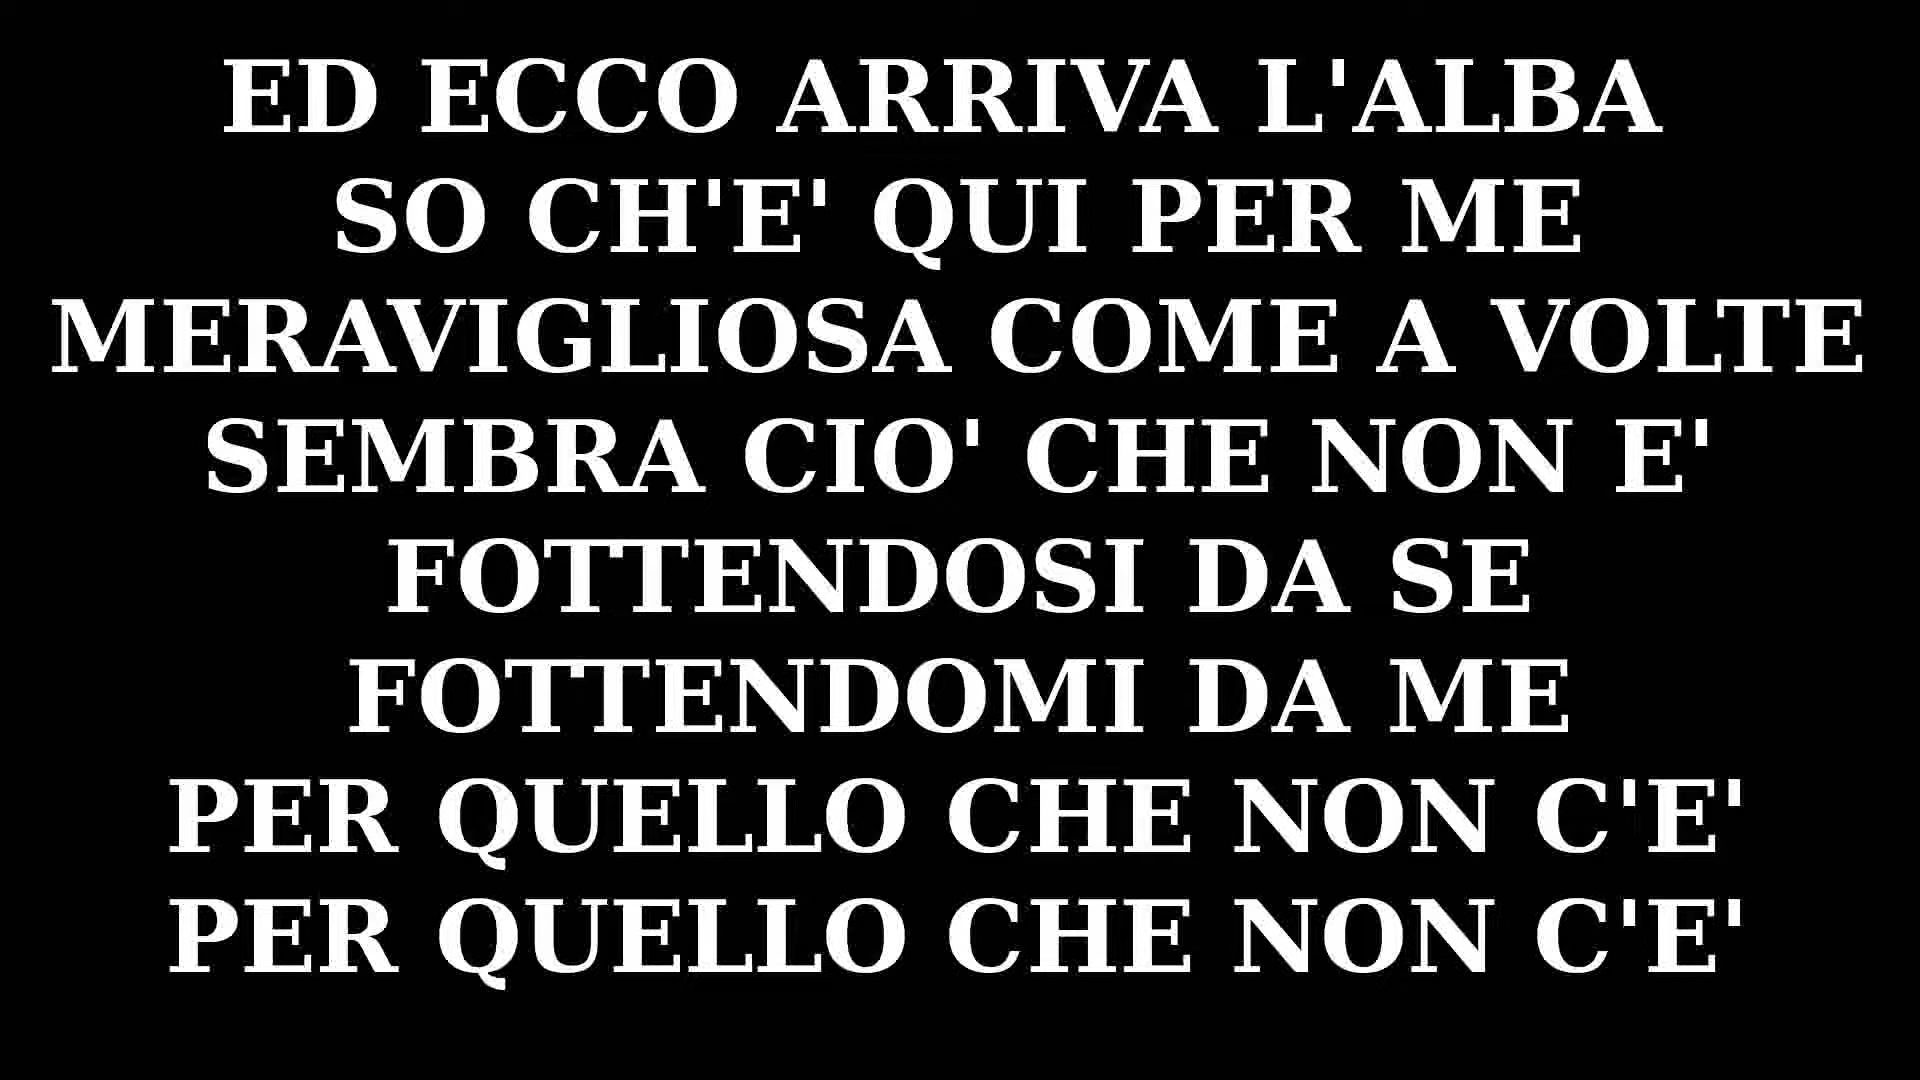 ED ECCO ARRIVA L'ALBA
SO CH'E' QUI PER ME
MERAVIGLIOSA COME A VOLTE
SEMBRA CIO' CHE NON E'
FOTTENDOSI DA SE
FOTTENDOMI DA ME
PER QUELLO CHE NON C'E'
PER QUELLO CHE NON C'E'